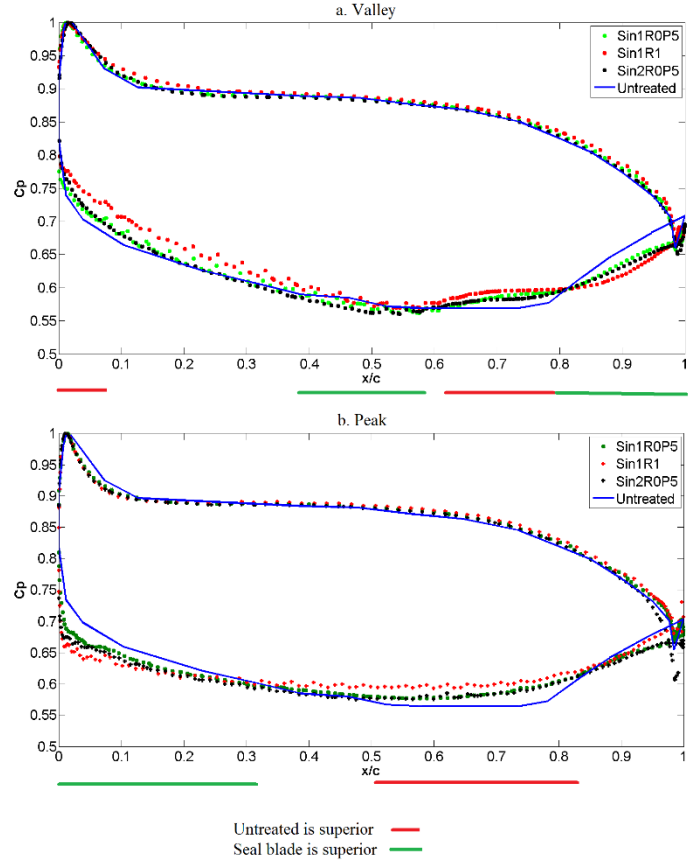 a. Valley
1
0.95
0.9
0.85
0.8
0.75
0.7
0.65
0.6
0.55
0.5
Cp
Sin1R0P5
Sin1R1
Sin2R0P5
Untreated
0 0.1 0.2 0.3 0.4 0.5 0.6 0.7 0.8 0.9 1
x/c
b. Peak
1
0.95
0.9
0.85
0.8
0.75
0.7
0.65
0.6
0.55
0.5
Cp
Sin1R0P5
Sin1R1
Sin2R0P5
Untreated
0 0.1 0.2 0.3 0.4 0.5 0.6 0.7 0.8 0.9 1
x/c
Untreated is superior
Seal blade is superior